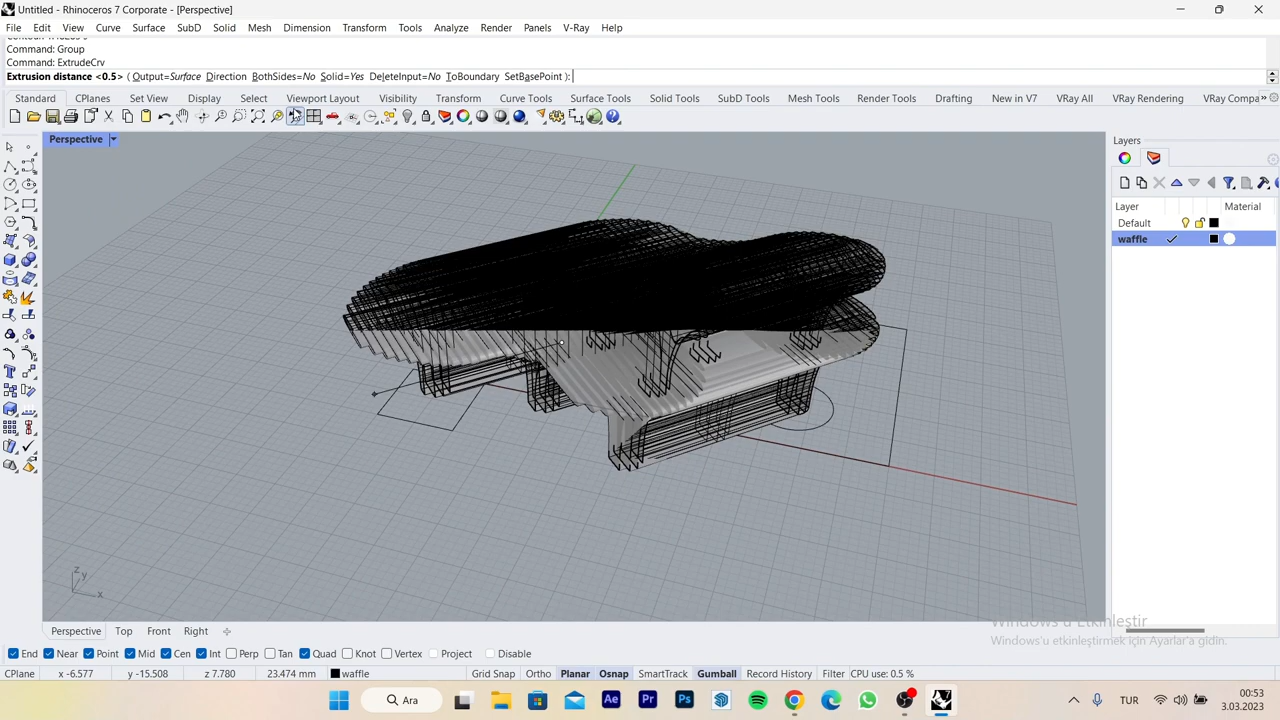 Untitled - Rhinoceros 7 Corporate - [Perspective]
File Edit View Curve Surface SubD Solid Mesh Dimension Transform Tools Analyze Render Panels V-Ray Help
Command: Group
Command: ExtrudeCrv
Extrusion distance <0.5> ( Output=Surface Direction BothSides=No Solid=Yes DeleteInput=No ToBoundary SetBasePoint ):
Standard CPlanes Set View Display Select Viewport Layout Visibility Transform Curve Tools Surface Tools Solid Tools SubD Tools Mesh Tools Render Tools Drafting New in V7 VRay All VRay Rendering VRay Compa
Perspective
Layers
Layer Material
Default
waffle
z y
x
Windows'u Etkinleştir
Windows'u etkinleştirmek için Ayarlar'a gidin.
Perspective Top Front Right
End Near Point Mid Cen Int Perp Tan Quad Knot Vertex Project Disable
CPlane x -6.577 y -15.508 z 7.780 23.474 mm waffle Grid Snap Ortho Planar Osnap SmartTrack Gumball Record History Filter CPU use: 0.5 %
Ara Ae Pr Ps 7 TUR 10:53
3.03.2023